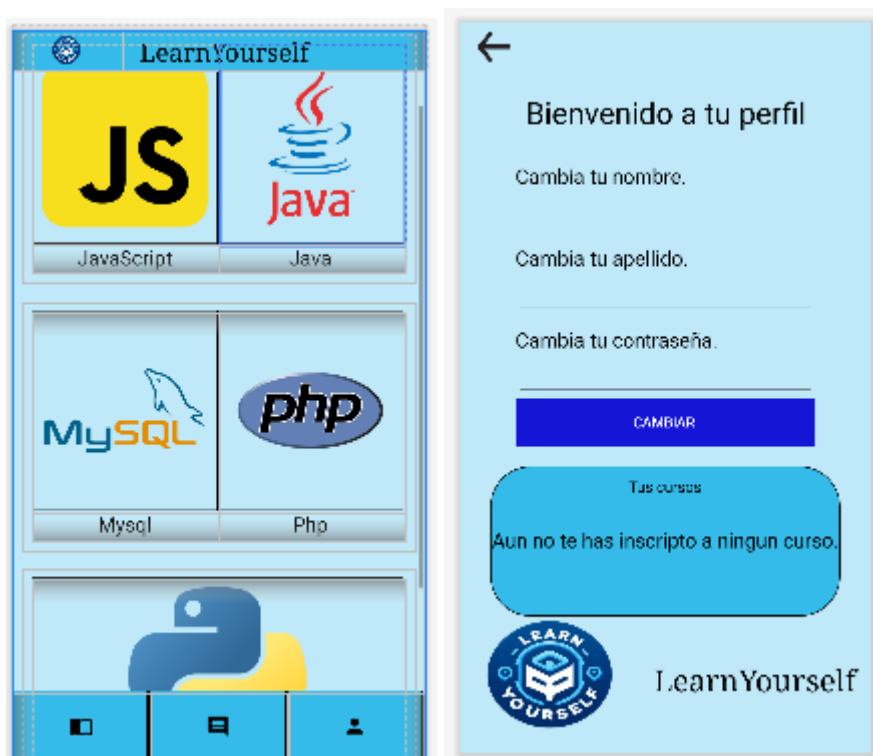 LearnYourself
JS
Java
JavaScript
Java
MySQL
php
Mysql
Php
Bienvenido a tu perfil
Cambia tu nombre.
Cambia tu apellido.
Cambia tu contraseña.
CAMBIAR
Tus cursos
Aun no te has inscripto a ningun curso.
LEARN
YOURSELF
LearnYourself